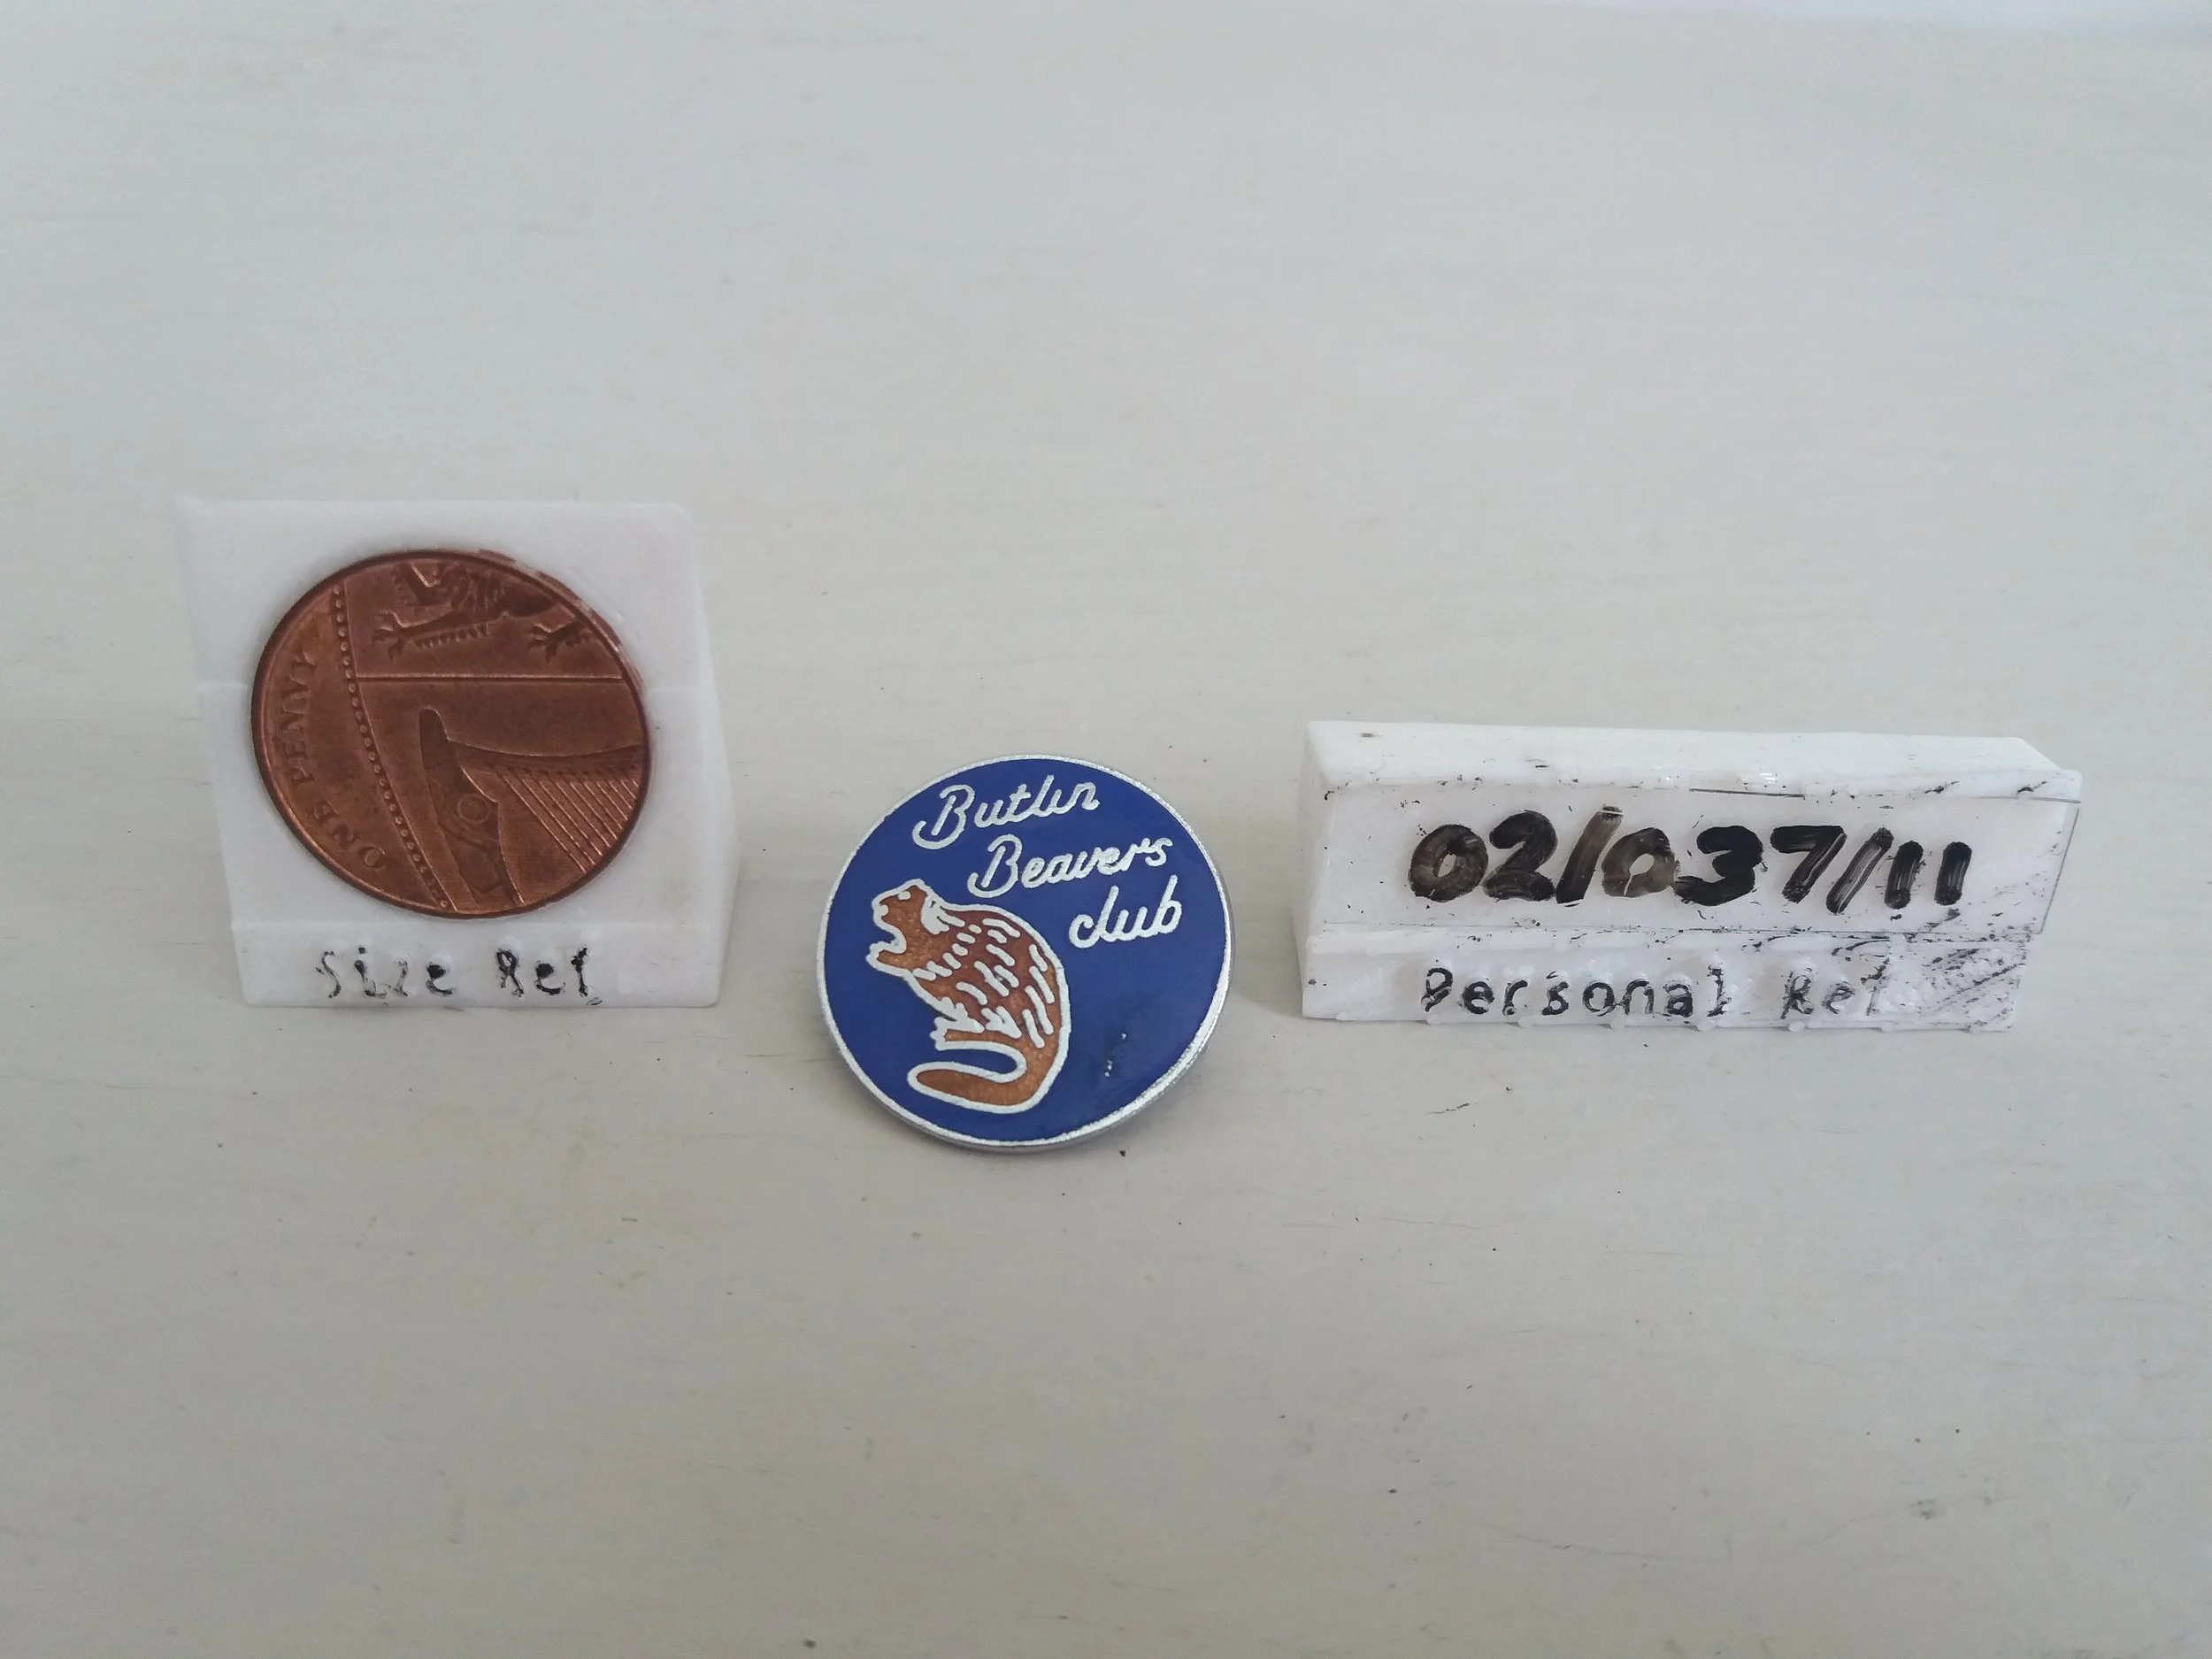 ONE PENNY
Size Ref
Butlin
Beavers
club
02/037/11
Personal Ref